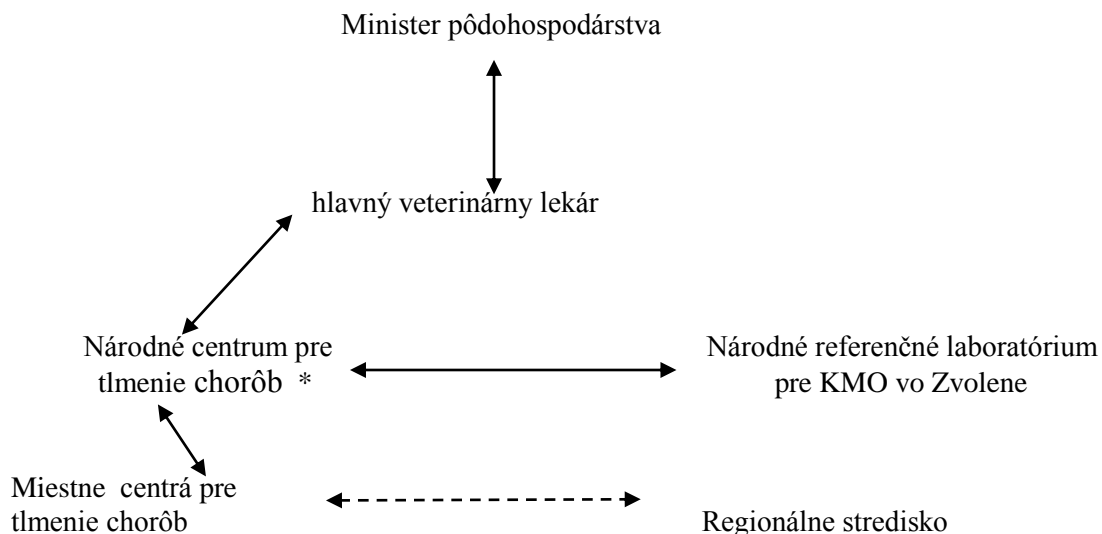 Minister pôdohospodárstva
hlavný veterinárny lekár
Národné centrum pre
tlmenie chorôb *
Národné referenčné laboratórium
pre KMO vo Zvolene
Miestne centrá pre
tlmenie chorôb
Regionálne stredisko